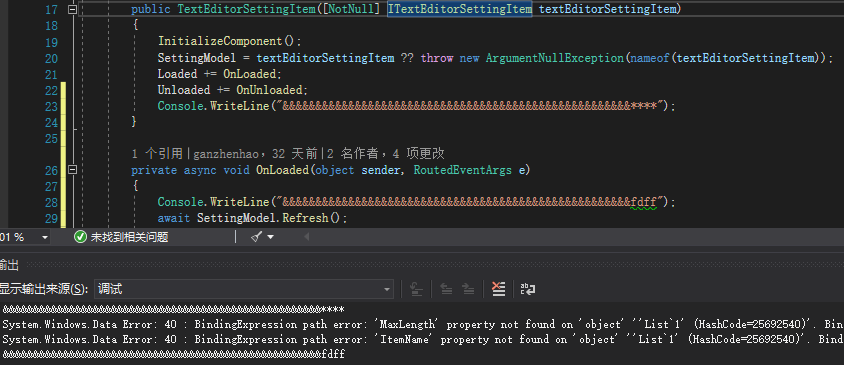 17 public TextEditorSettingItem([NotNull] ITextEditorSettingItem textEditorSettingItem)
18 {
19 InitializeComponent();
20 SettingModel = textEditorSettingItem ?? throw new ArgumentNullException(nameof(textEditorSettingItem));
21 Loaded += OnLoaded;
22 Unloaded += OnUnloaded;
23 Console.WriteLine("&&&&&&&&&&&&&&&&&&&&&&&&&&&&&&&&&&&&&&&&&&&&&&&&&&&&&****");
24 }
25
1 个引用|ganzhenhao，32 天前|2 名作者，4 项更改
26 private async void OnLoaded(object sender, RoutedEventArgs e)
27 {
28 Console.WriteLine("&&&&&&&&&&&&&&&&&&&&&&&&&&&&&&&&&&&&&&&&&&&&&&&&&&&&&fdff");
29 await SettingModel.Refresh();
01 % 未找到相关问题
输出
显示输出来源(S): 调试
&&&&&&&&&&&&&&&&&&&&&&&&&&&&&&&&&&&&&&&&&&&&&&&&&&&&&****
System.Windows.Data Error: 40 : BindingExpression path error: 'MaxLength' property not found on 'object' ''List`1' (HashCode=25692540)'. Bin
System.Windows.Data Error: 40 : BindingExpression path error: 'ItemName' property not found on 'object' ''List`1' (HashCode=25692540)'. Bind
&&&&&&&&&&&&&&&&&&&&&&&&&&&&&&&&&&&&&&&&&&&&&&&&&&&&&fdff